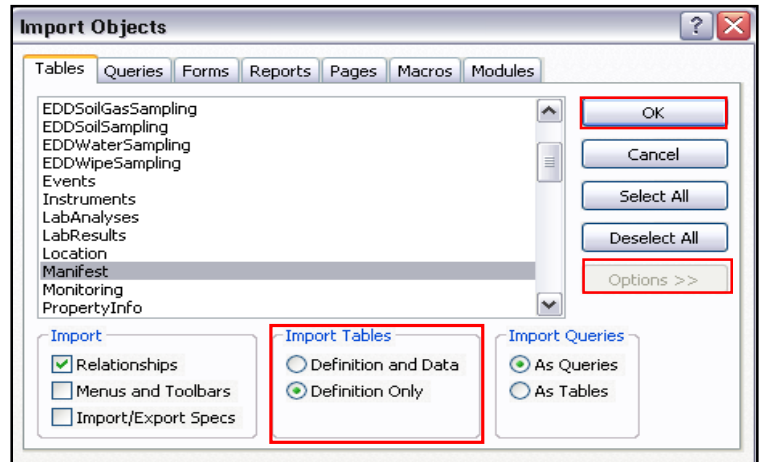 Import Objects
Tables Queries Forms Reports Pages Macros Modules
EDDSoilGasSampling
EDDSoilSampling
EDDWaterSampling
EDDWipeSampling
Events
Instruments
LabAnalyses
LabResults
Location
Manifest
Monitoring
PropertyInfo
OK
Cancel
Select All
Deselect All
Options >>
Import
Relationships
Menus and Toolbars
Import/Export Specs
Import Tables
Definition and Data
Definition Only
Import Queries
As Queries
As Tables